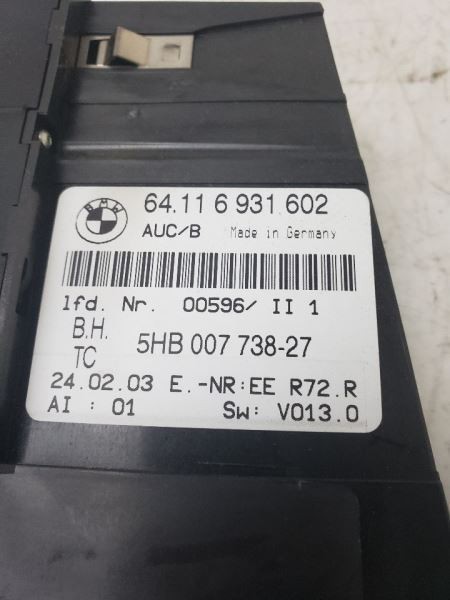 BMW
64.11 6 931 602
AUC/B Made in Germany
lfd. Nr. 00596/ II 1
B.H.
TC 5HB 007 738-27
24.02.03 E.-NR:EE R72.R
AI : 01 Sw: V013.0